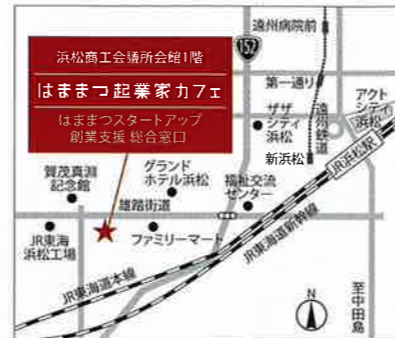 浜松商工会議所会館1階
はままつ起業家カフェ
はままつスタートアップ
創業支援 総合窓口
遠州病院前
152
第一通り
遠州鉄道
アクト
シティ
浜松
ザザ
シティ
浜松
新浜松
JR浜松駅
賀茂真淵
記念館
グランド
ホテル浜松
福祉交流
センター
雄踏街道
JR東海
浜松工場
ファミリーマート
JR東海道新幹線
JR東海道本線
N
至中田島